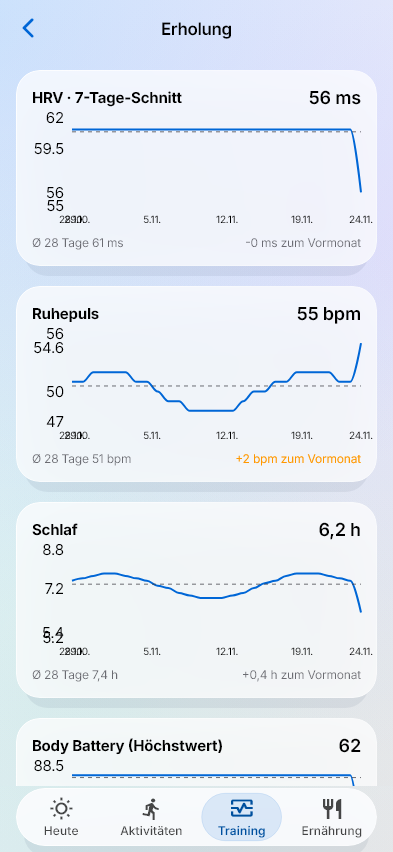 Erholung
HRV · 7-Tage-Schnitt 56 ms
62
59.5
56
55
5.11. 12.11. 19.11. 24.11.
Ø 28 Tage 61 ms -0 ms zum Vormonat
Ruhepuls 55 bpm
56
54.6
50
47
5.11. 12.11. 19.11. 24.11.
Ø 28 Tage 51 bpm +2 bpm zum Vormonat
Schlaf 6,2 h
8.8
7.2
5.4
5.2
5.11. 12.11. 19.11. 24.11.
Ø 28 Tage 7,4 h +0,4 h zum Vormonat
Body Battery (Höchstwert) 62
88.5
Heute Aktivitäten Training Ernährung